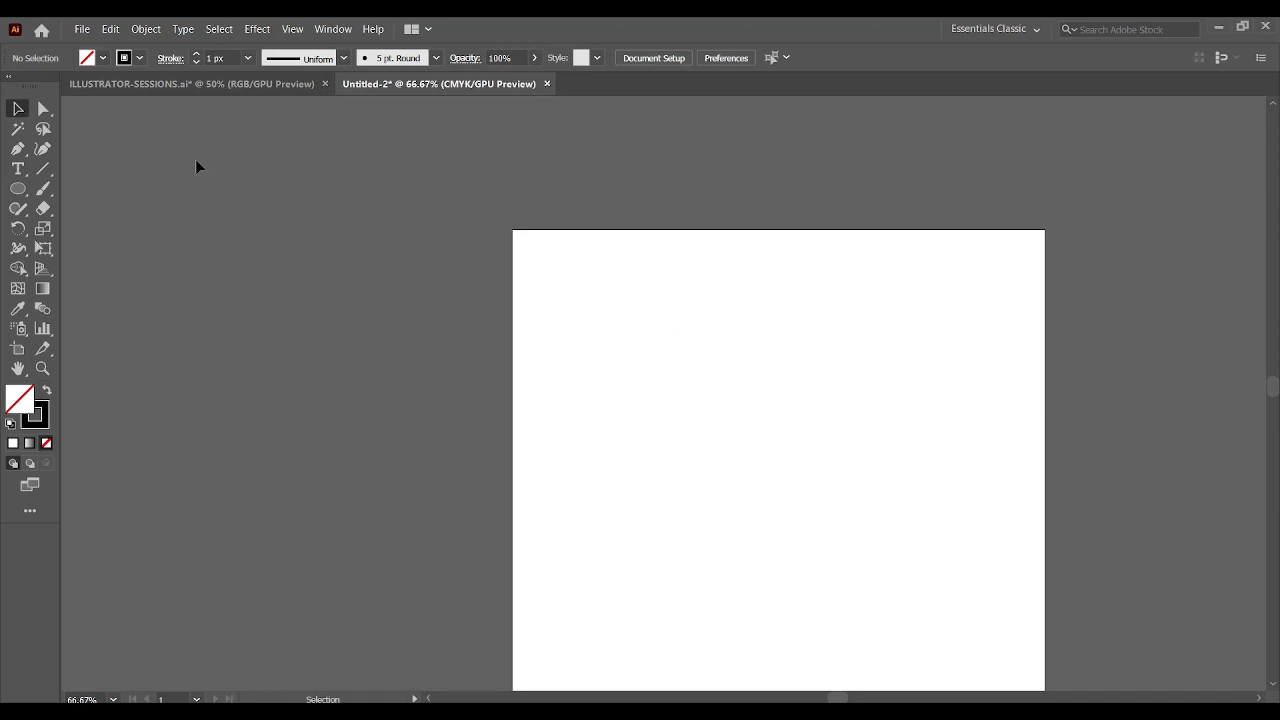 Ai File Edit Object Type Select Effect View Window Help Essentials Classic Search Adobe Stock
No Selection Stroke: 1 px Uniform 5 pt. Round Opacity: 100% Style: Document Setup Preferences
ILLUSTRATOR-SESSIONS.ai* @ 50% (RGB/GPU Preview) × Untitled-2* @ 66.67% (CMYK/GPU Preview) ×
T
66.67% 1 Selection